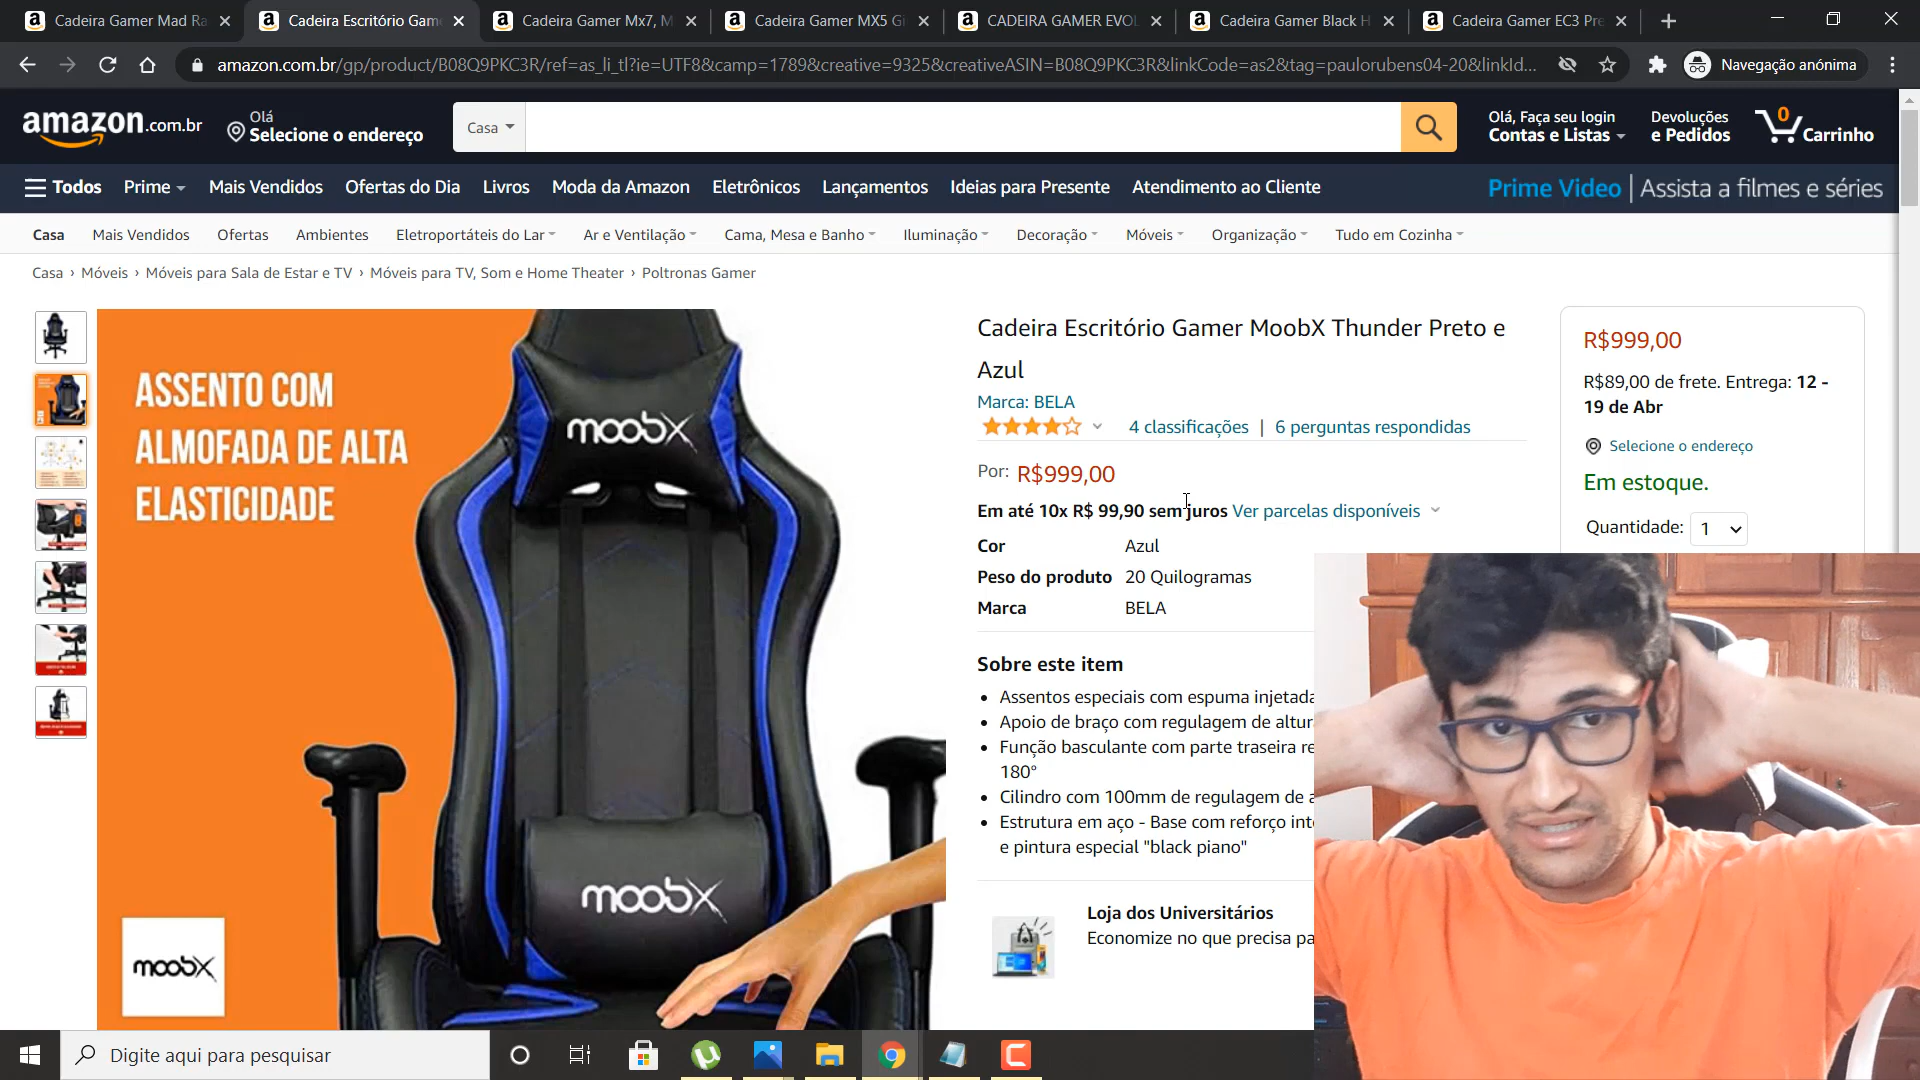 Cadeira Gamer Mad Ra
Cadeira Escritório Game
Cadeira Gamer Mx7, M
Cadeira Gamer MX5 Gi
CADEIRA GAMER EVOL
Cadeira Gamer Black H
Cadeira Gamer EC3 Pre
amazon.com.br/gp/product/B08Q9PKC3R/ref=as_li_tl?ie=UTF8&camp=1789&creative=9325&creativeASIN=B08Q9PKC3R&linkCode=as2&tag=paulorubens04-20&linkId...
Navegação anónima
amazon.com.br
Olá
Selecione o endereço
Casa
Olá, Faça seu login
Contas e Listas
Devoluções
e Pedidos
0
Carrinho
Todos Prime Mais Vendidos Ofertas do Dia Livros Moda da Amazon Eletrônicos Lançamentos Ideias para Presente Atendimento ao Cliente
Prime Video | Assista a filmes e séries
Casa Mais Vendidos Ofertas Ambientes Eletroportáteis do Lar Ar e Ventilação Cama, Mesa e Banho Iluminação Decoração Móveis Organização Tudo em Cozinha
Casa › Móveis › Móveis para Sala de Estar e TV › Móveis para TV, Som e Home Theater › Poltronas Gamer
ASSENTO COM
ALMOFADA DE ALTA
ELASTICIDADE
moobx
moobx
moobx
Cadeira Escritório Gamer MoobX Thunder Preto e
Azul
Marca: BELA
4 classificações | 6 perguntas respondidas
Por: R$999,00
Em até 10x R$ 99,90 sem juros Ver parcelas disponíveis
Cor Azul
Peso do produto 20 Quilogramas
Marca BELA
Sobre este item
• Assentos especiais com espuma injetada
• Apoio de braço com regulagem de altur
• Função basculante com parte traseira re
180°
• Cilindro com 100mm de regulagem de a
• Estrutura em aço - Base com reforço int
e pintura especial "black piano"
Loja dos Universitários
Economize no que precisa pa
R$999,00
R$89,00 de frete. Entrega: 12 -
19 de Abr
Selecione o endereço
Em estoque.
Quantidade: 1
Digite aqui para pesquisar